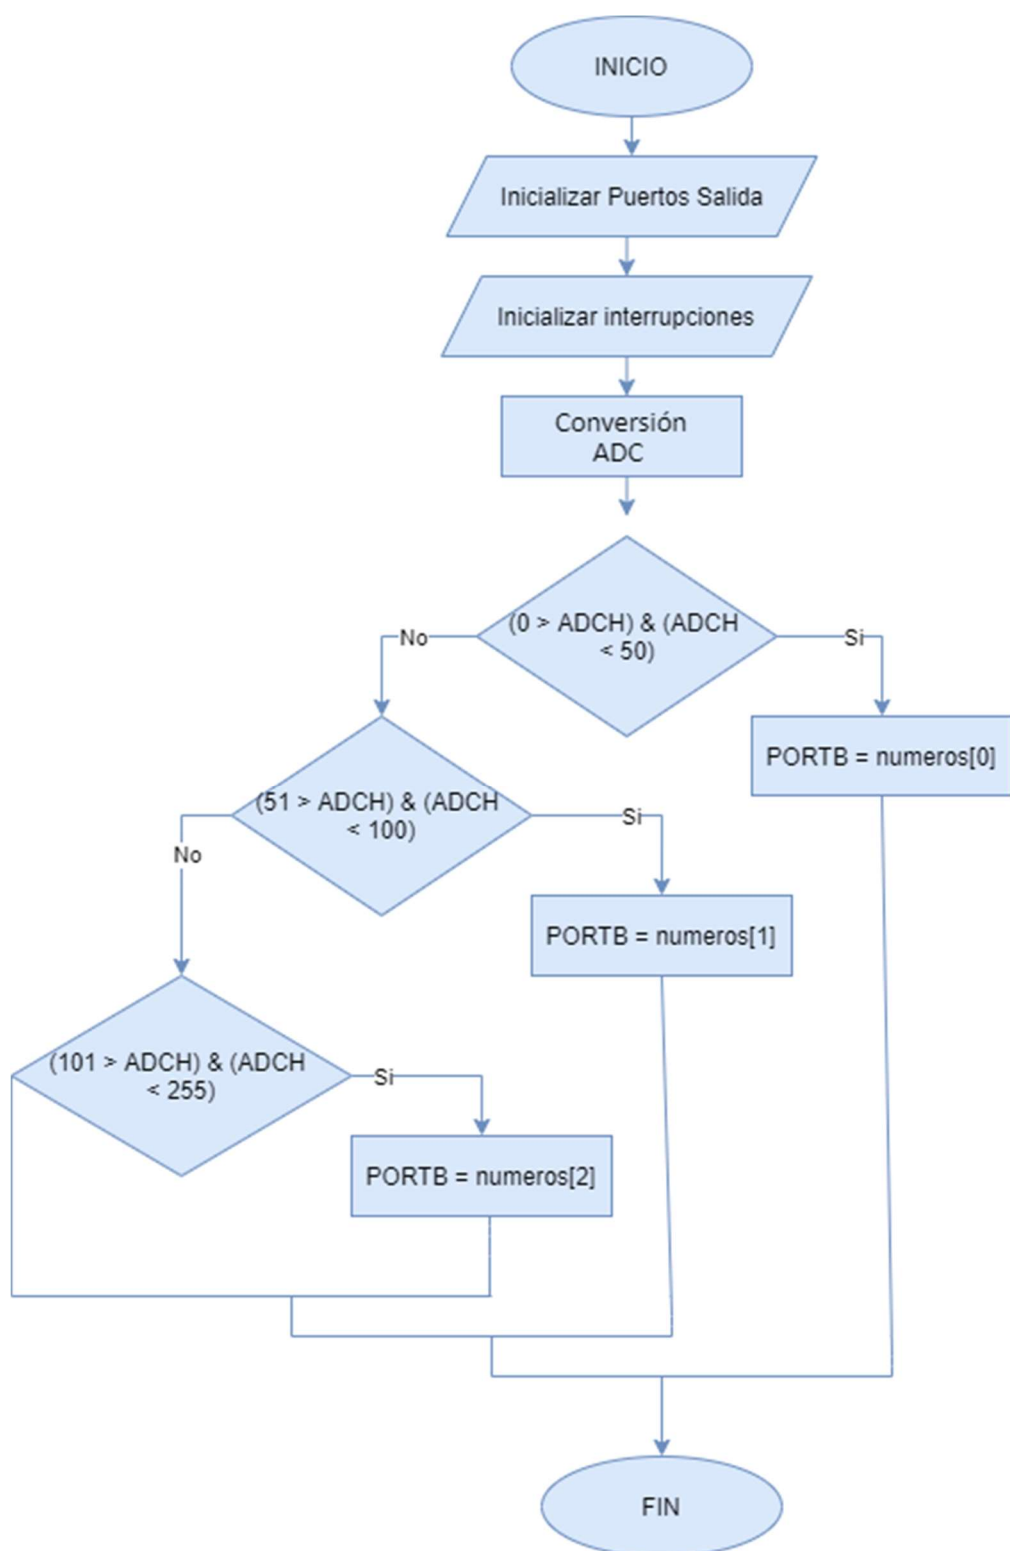 INICIO
Inicializar Puertos Salida
Inicializar interrupciones
Conversión
ADC
(0 > ADCH) & (ADCH
< 50)
No
Si
PORTB = numeros[0]
(51 > ADCH) & (ADCH
< 100)
Si
No
PORTB = numeros[1]
(101 > ADCH) & (ADCH
< 255)
Si
PORTB = numeros[2]
FIN